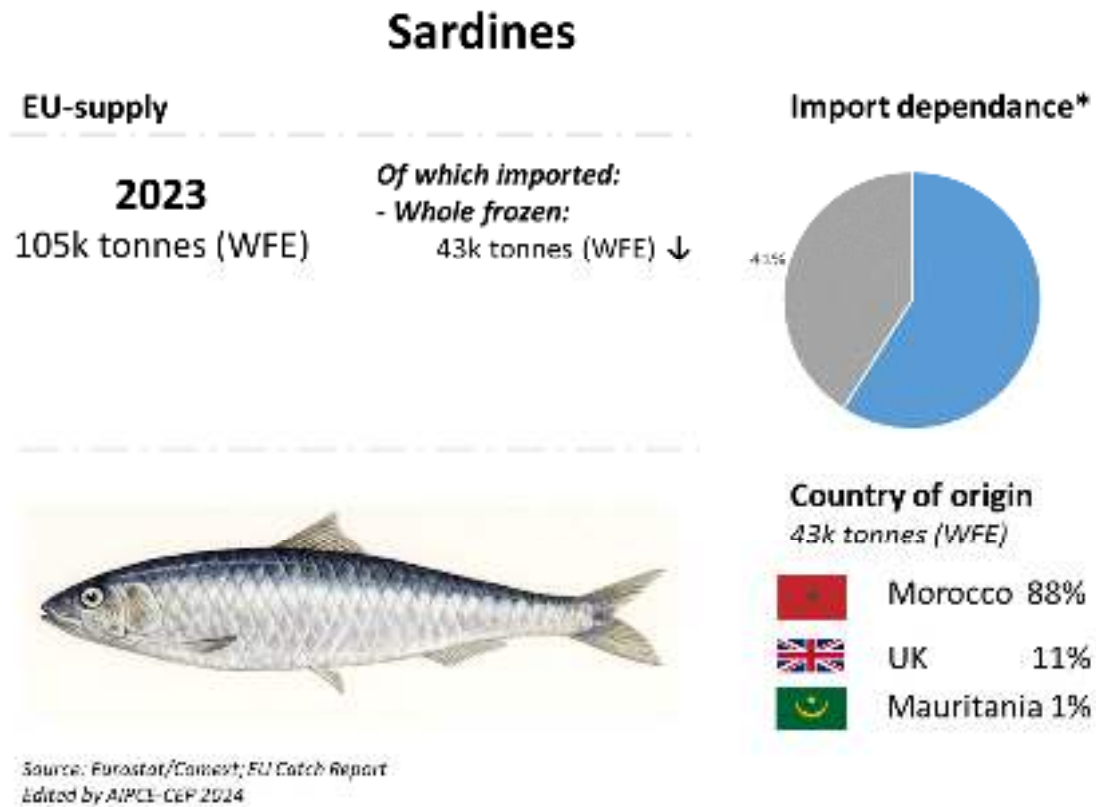 Sardines
EU-supply
Import dependance*
2023
105k tonnes (WFE)
Of which imported:
- Whole frozen:
43k tonnes (WFE) ↓
41%
Country of origin
43k tonnes (WFE)
Morocco 88%
UK 11%
Mauritania 1%
Source: Eurostat/Comext; EU Catch Report
Edited by AIPCE-CEP 2024